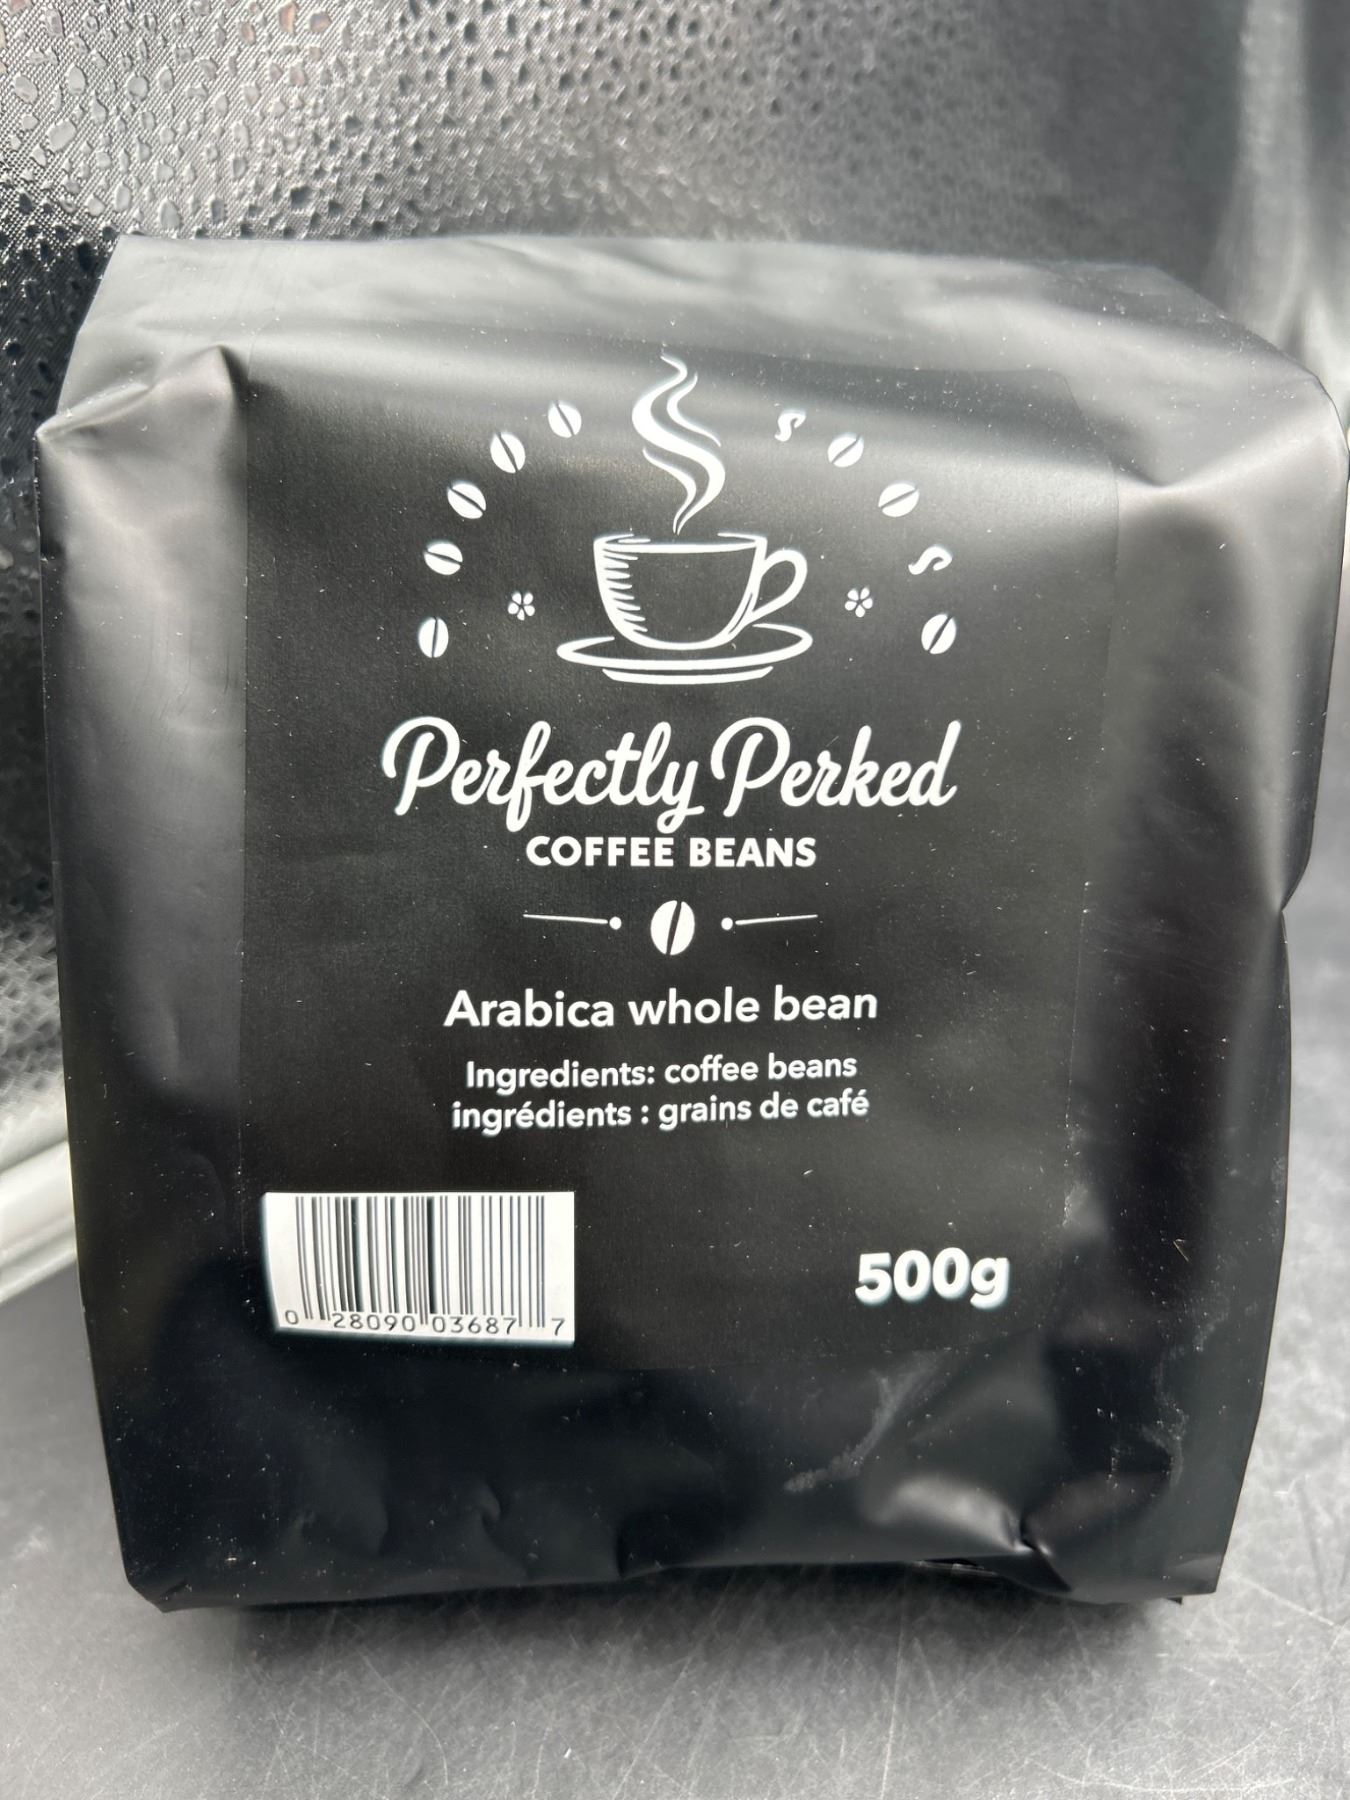 Perfectly Perked
COFFEE BEANS
Arabica whole bean
Ingredients: coffee beans
ingrédients : grains de café
500g
0 28090 03687 7